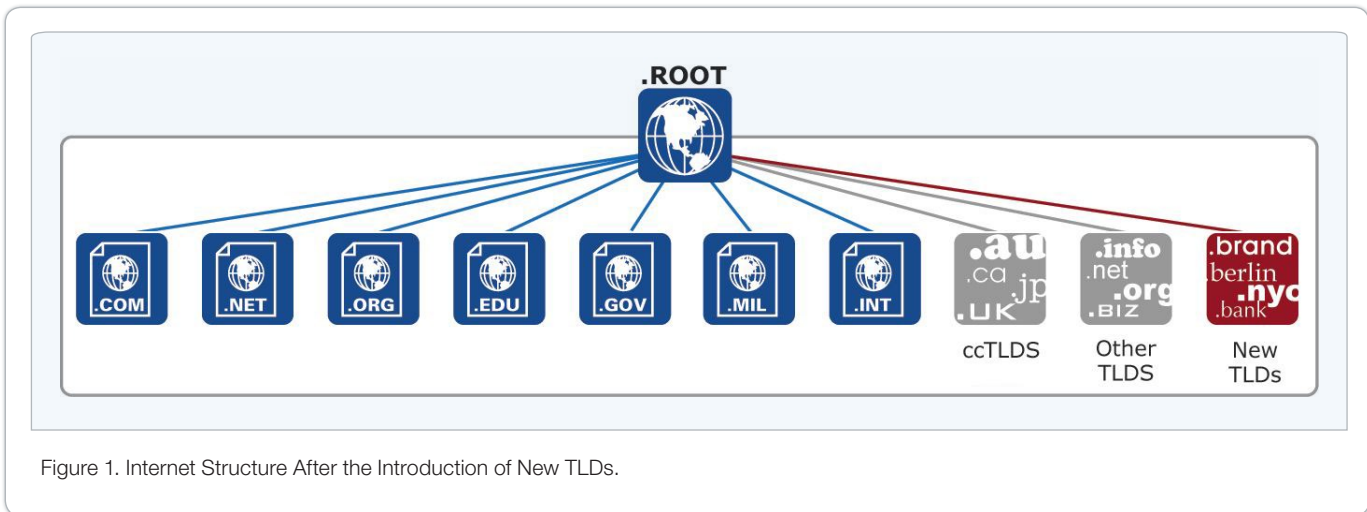 .ROOT
.COM
.NET
.ORG
.EDU
.GOV
.MIL
.INT
.au
.ca
.jp
.UK
ccTLDS
.info
.net
.org
.BIZ
Other
TLDS
.brand
.berlin
.nyc
.bank
New
TLDs
Figure 1. Internet Structure After the Introduction of New TLDs.